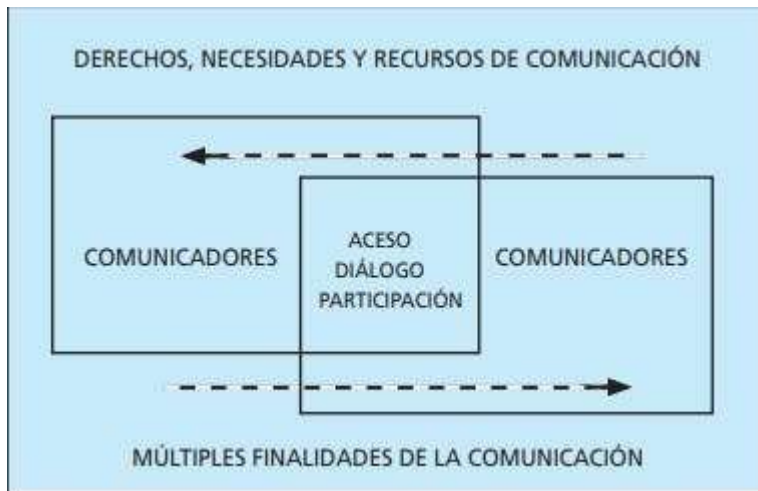 DERECHOS, NECESIDADES Y RECURSOS DE COMUNICACIÓN
COMUNICADORES
ACESO
DIÁLOGO
PARTICIPACIÓN
COMUNICADORES
MÚLTIPLES FINALIDADES DE LA COMUNICACIÓN